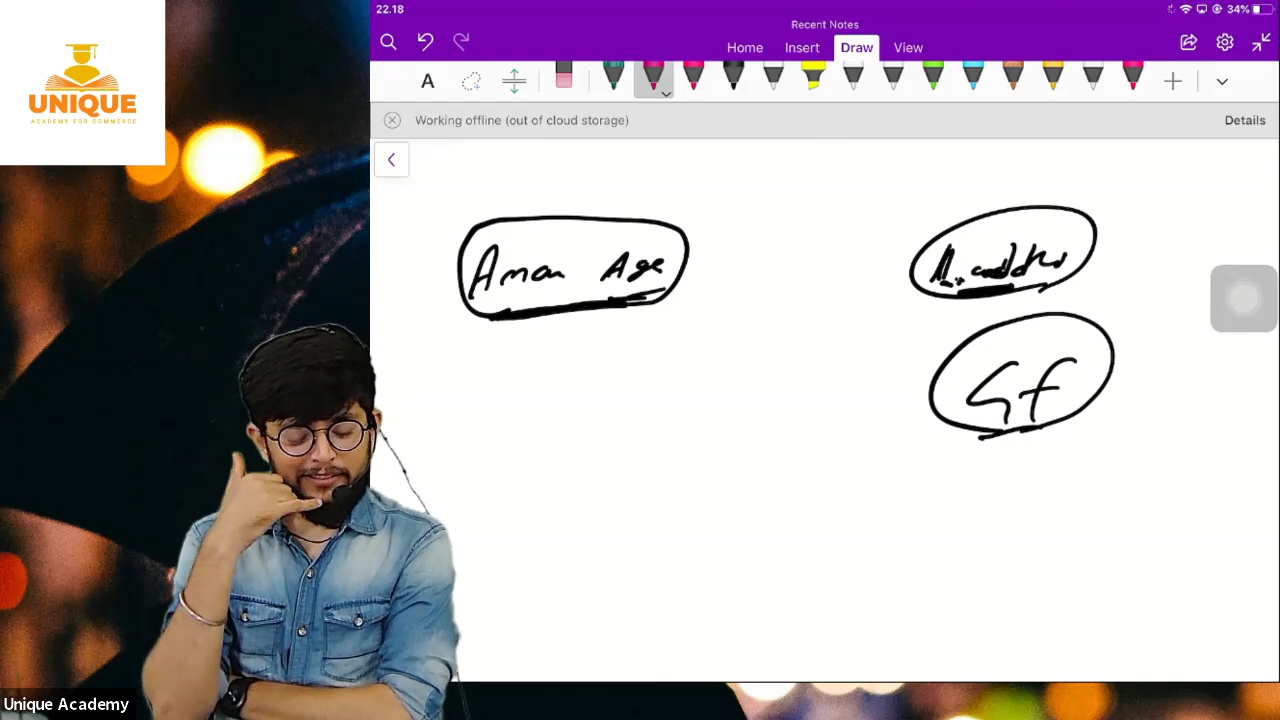 UNIQUE
ACADEMY FOR COMMERCE
22.18
34%
Recent Notes
Home Insert Draw View
A
Working offline (out of cloud storage)
Details
Aman Age
Gf
Unique Academy